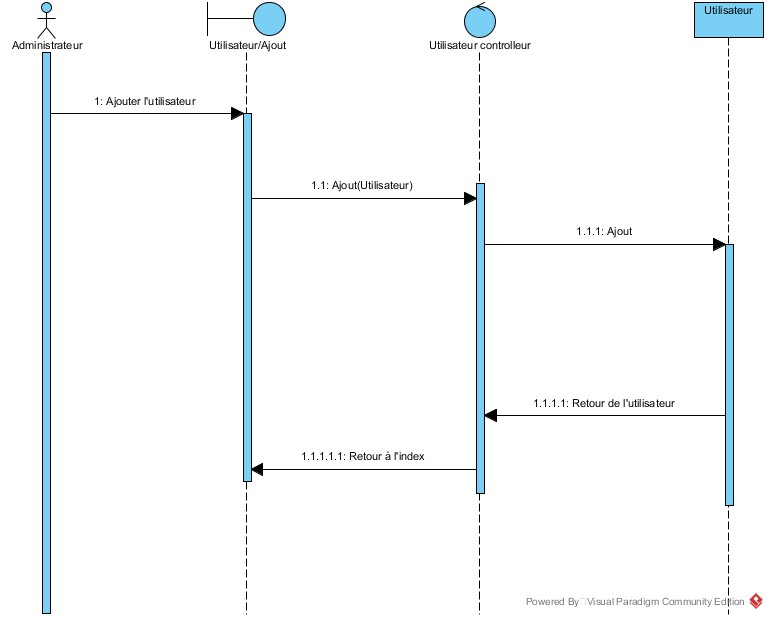 Administrateur
Utilisateur/Ajout
Utilisateur controlleur
Utilisateur
1: Ajouter l'utilisateur
1.1: Ajout(Utilisateur)
1.1.1: Ajout
1.1.1.1: Retour de l'utilisateur
1.1.1.1.1: Retour à l'index
Powered By Visual Paradigm Community Edition